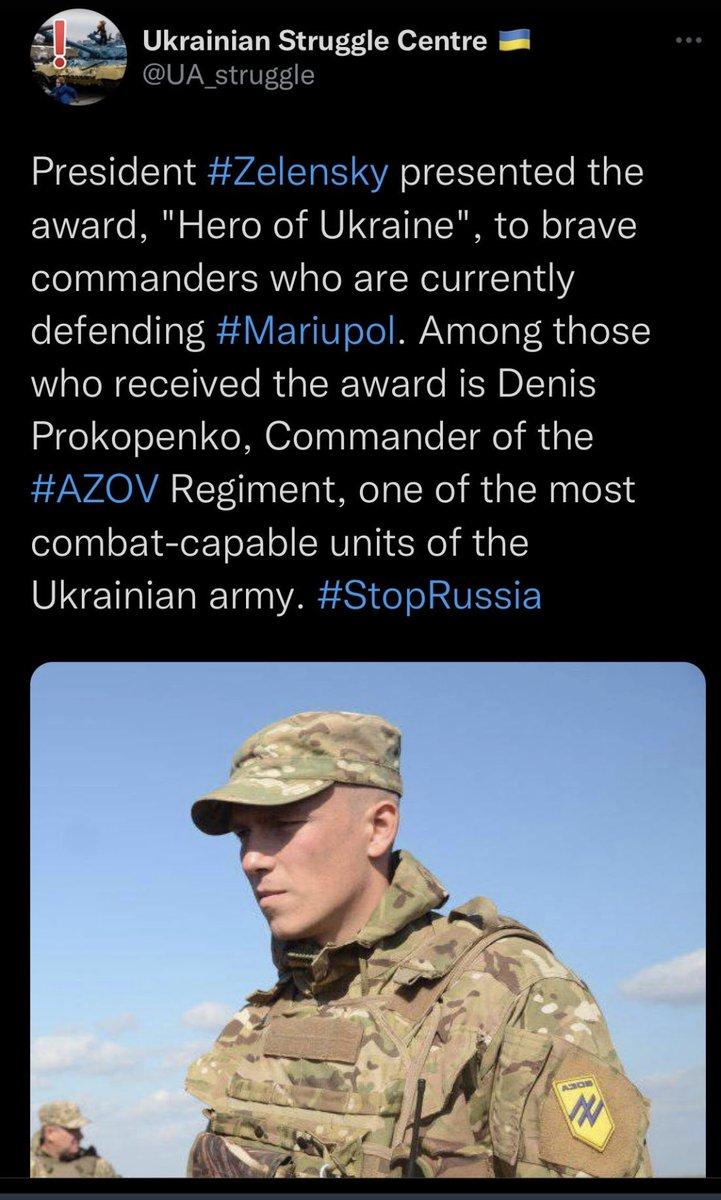 Ukrainian Struggle Centre 🇺🇦
@UA_struggle
President #Zelensky presented the
award, "Hero of Ukraine", to brave
commanders who are currently
defending #Mariupol. Among those
who received the award is Denis
Prokopenko, Commander of the
#AZOV Regiment, one of the most
combat-capable units of the
Ukrainian army. #StopRussia
АЗОВ